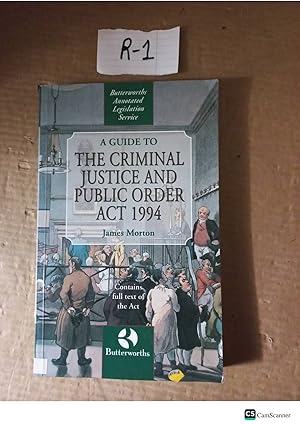 R-1
Butterworths
Annotated
Legislation
Service
A GUIDE TO
THE CRIMINAL
JUSTICE AND
PUBLIC ORDER
ACT 1994
James Morton
Contains
full text of
the Act
Butterworths
CS CamScanner